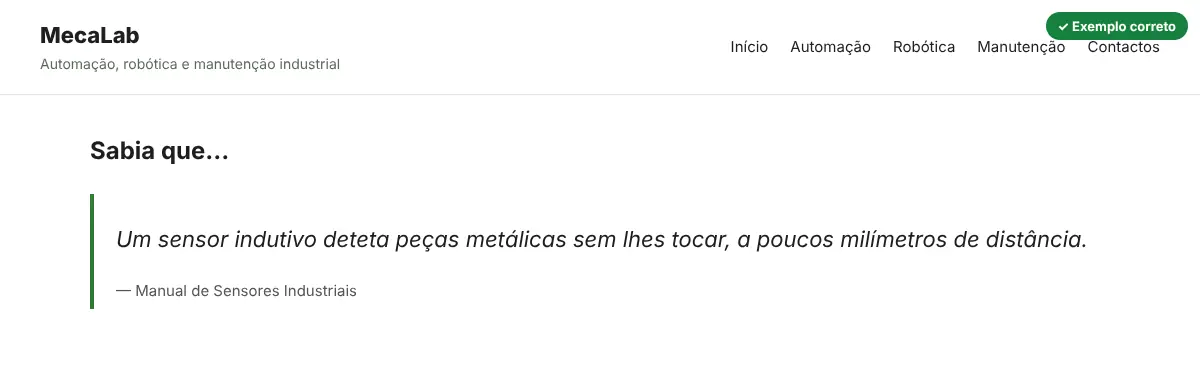 MecaLab
Automação, robótica e manutenção industrial
✓ Exemplo correto
Início Automação Robótica Manutenção Contactos
Sabia que...
Um sensor indutivo deteta peças metálicas sem lhes tocar, a poucos milímetros de distância.
— Manual de Sensores Industriais